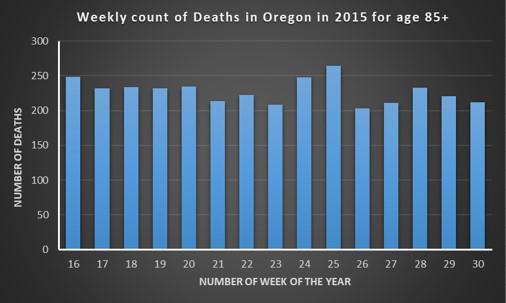 Weekly count of Deaths in Oregon in 2015 for age 85+
300
250
200
150
100
50
0
NUMBER OF DEATHS
16 17 18 19 20 21 22 23 24 25 26 27 28 29 30
NUMBER OF WEEK OF THE YEAR